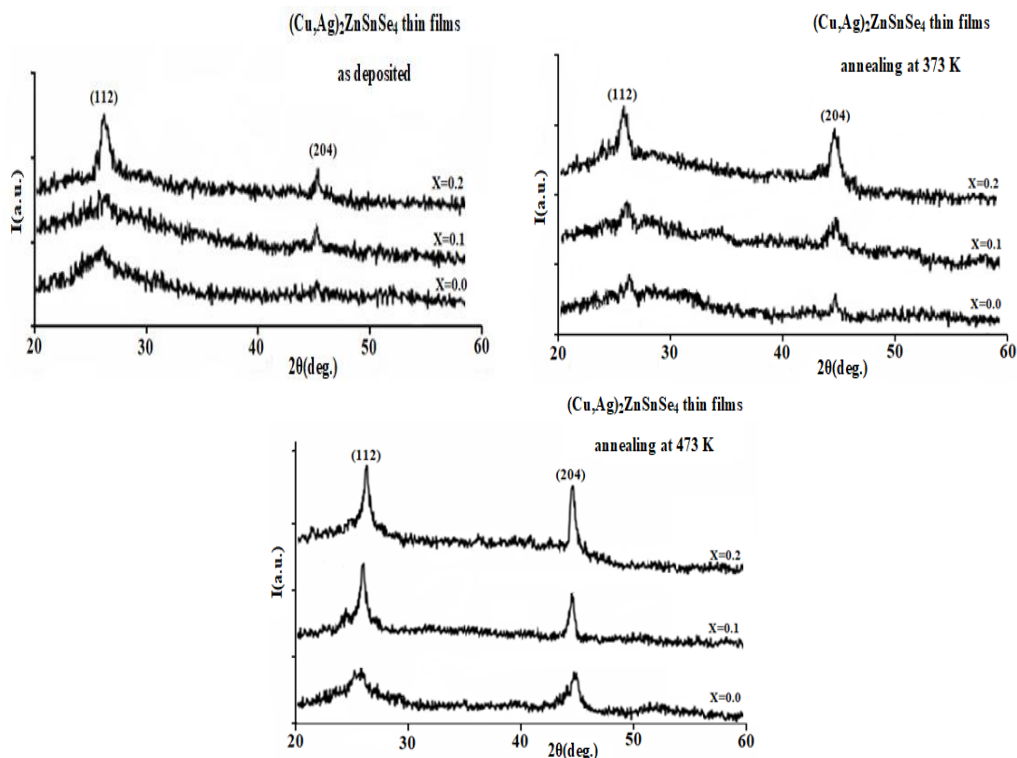 (Cu,Ag)₂ZnSnSe₄ thin films
as deposited
(112)
(204)
X=0.2
X=0.1
X=0.0
I(a.u.)
20 30 40 50 60
2θ(deg.)
(Cu,Ag)₂ZnSnSe₄ thin films
annealing at 373 K
(112)
(204)
X=0.2
X=0.1
X=0.0
I(a.u.)
20 30 40 50 60
2θ(deg.)
(Cu,Ag)₂ZnSnSe₄ thin films
annealing at 473 K
(112)
(204)
X=0.2
X=0.1
X=0.0
I(a.u.)
20 30 40 50 60
2θ(deg.)